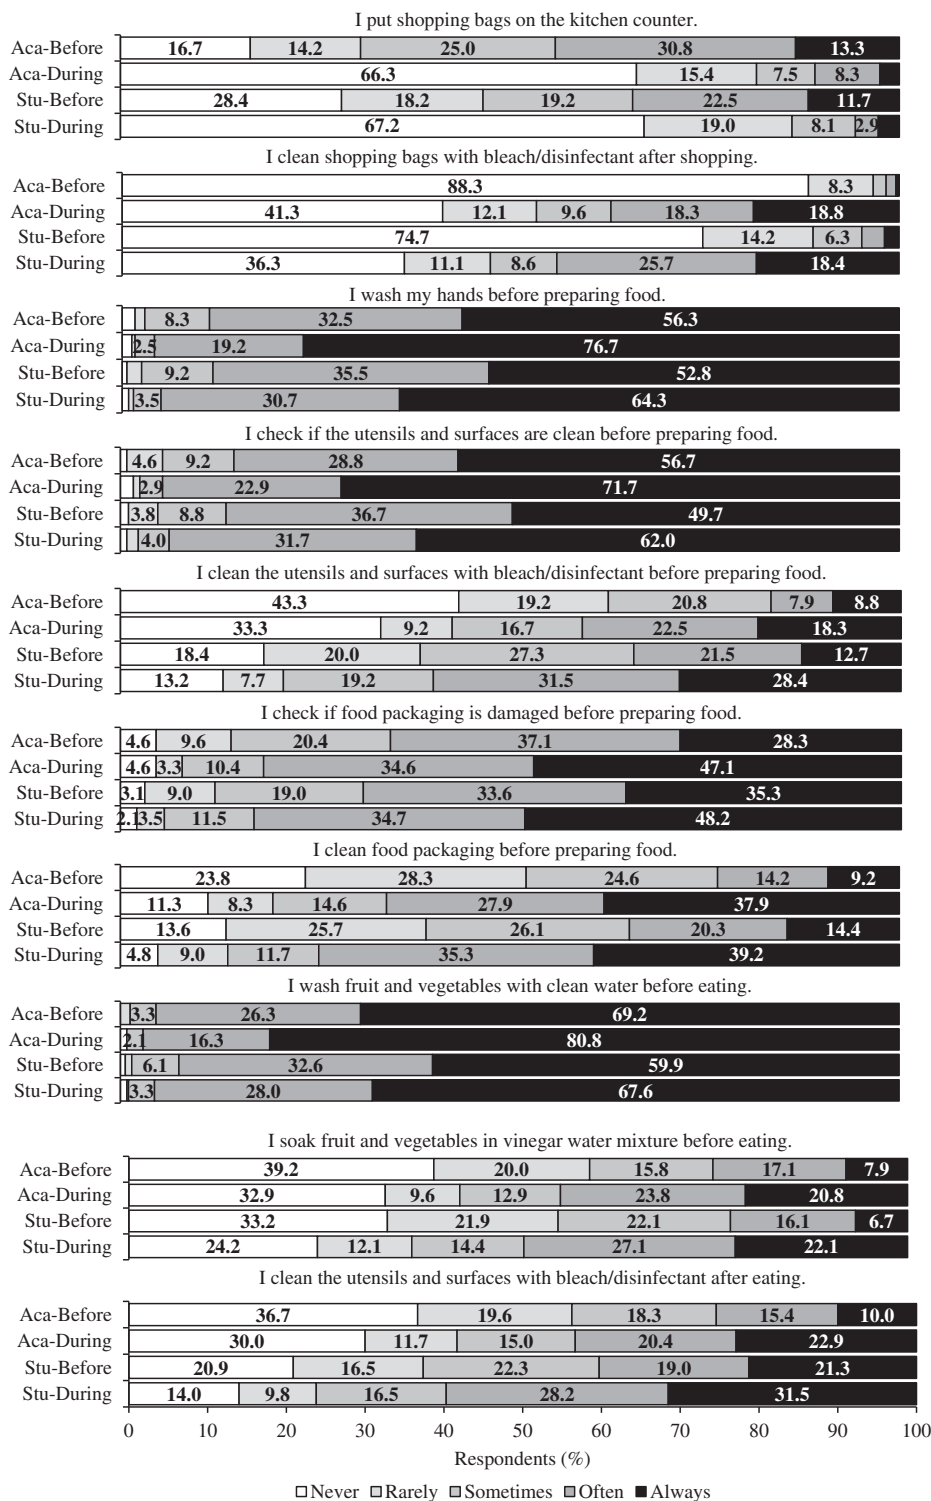 I put shopping bags on the kitchen counter.
Aca-Before 16.7 14.2 25.0 30.8 13.3
Aca-During 66.3 15.4 7.5 8.3
Stu-Before 28.4 18.2 19.2 22.5 11.7
Stu-During 67.2 19.0 8.1 2.9
I clean shopping bags with bleach/disinfectant after shopping.
Aca-Before 88.3 8.3
Aca-During 41.3 12.1 9.6 18.3 18.8
Stu-Before 74.7 14.2 6.3
Stu-During 36.3 11.1 8.6 25.7 18.4
I wash my hands before preparing food.
Aca-Before 8.3 32.5 56.3
Aca-During 2.5 19.2 76.7
Stu-Before 9.2 35.5 52.8
Stu-During 3.5 30.7 64.3
I check if the utensils and surfaces are clean before preparing food.
Aca-Before 4.6 9.2 28.8 56.7
Aca-During 2.9 22.9 71.7
Stu-Before 3.8 8.8 36.7 49.7
Stu-During 4.0 31.7 62.0
I clean the utensils and surfaces with bleach/disinfectant before preparing food.
Aca-Before 43.3 19.2 20.8 7.9 8.8
Aca-During 33.3 9.2 16.7 22.5 18.3
Stu-Before 18.4 20.0 27.3 21.5 12.7
Stu-During 13.2 7.7 19.2 31.5 28.4
I check if food packaging is damaged before preparing food.
Aca-Before 4.6 9.6 20.4 37.1 28.3
Aca-During 4.6 3.3 10.4 34.6 47.1
Stu-Before 3.1 9.0 19.0 33.6 35.3
Stu-During 2.1 3.5 11.5 34.7 48.2
I clean food packaging before preparing food.
Aca-Before 23.8 28.3 24.6 14.2 9.2
Aca-During 11.3 8.3 14.6 27.9 37.9
Stu-Before 13.6 25.7 26.1 20.3 14.4
Stu-During 4.8 9.0 11.7 35.3 39.2
I wash fruit and vegetables with clean water before eating.
Aca-Before 3.3 26.3 69.2
Aca-During 2.1 16.3 80.8
Stu-Before 6.1 32.6 59.9
Stu-During 3.3 28.0 67.6
I soak fruit and vegetables in vinegar water mixture before eating.
Aca-Before 39.2 20.0 15.8 17.1 7.9
Aca-During 32.9 9.6 12.9 23.8 20.8
Stu-Before 33.2 21.9 22.1 16.1 6.7
Stu-During 24.2 12.1 14.4 27.1 22.1
I clean the utensils and surfaces with bleach/disinfectant after eating.
Aca-Before 36.7 19.6 18.3 15.4 10.0
Aca-During 30.0 11.7 15.0 20.4 22.9
Stu-Before 20.9 16.5 22.3 19.0 21.3
Stu-During 14.0 9.8 16.5 28.2 31.5
0 10 20 30 40 50 60 70 80 90 100
Respondents (%)
Never Rarely Sometimes Often Always